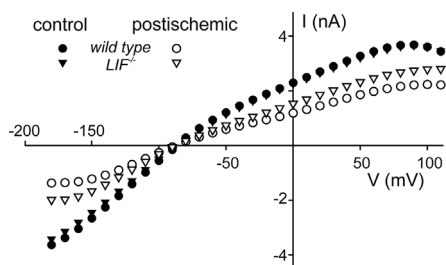 control postischemic
wild type
LIF-/-
I (nA)
4
-200 -150 -50 50 100
V (mV)
-2
-4